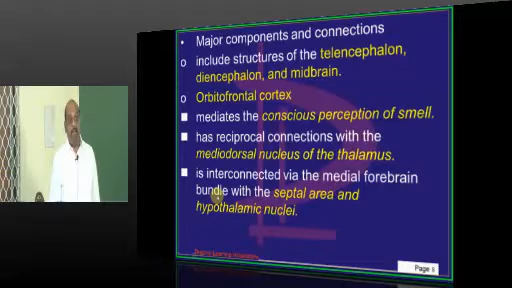 • Major components and connections
o include structures of the telencephalon,
diencephalon, and midbrain.
o Orbitofrontal cortex
■ mediates the conscious perception of smell.
■ has reciprocal connections with the
mediodorsal nucleus of the thalamus.
■ is interconnected via the medial forebrain
bundle with the septal area and
hypothalamic nuclei.
Page 8